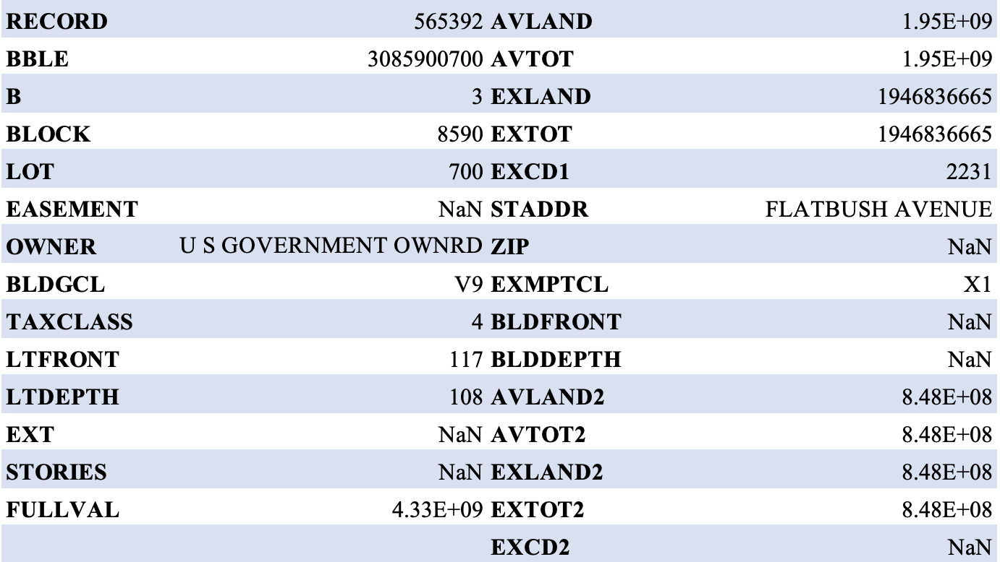 RECORD 565392 AVLAND 1.95E+09
BBLE 3085900700 AVTOT 1.95E+09
B 3 EXLAND 1946836665
BLOCK 8590 EXTOT 1946836665
LOT 700 EXCD1 2231
EASEMENT NaN STADDR FLATBUSH AVENUE
OWNER U S GOVERNMENT OWNRD ZIP NaN
BLDGCL V9 EXMPTCL X1
TAXCLASS 4 BLDFRONT NaN
LTFRONT 117 BLDDEPTH NaN
LTDEPTH 108 AVLAND2 8.48E+08
EXT NaN AVTOT2 8.48E+08
STORIES NaN EXLAND2 8.48E+08
FULLVAL 4.33E+09 EXTOT2 8.48E+08
EXCD2 NaN